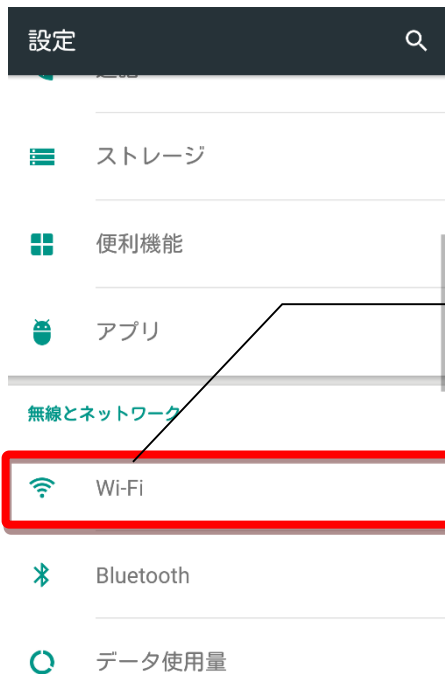 設定
ストレージ
便利機能
アプリ
無線とネットワーク
Wi-Fi
Bluetooth
データ使用量